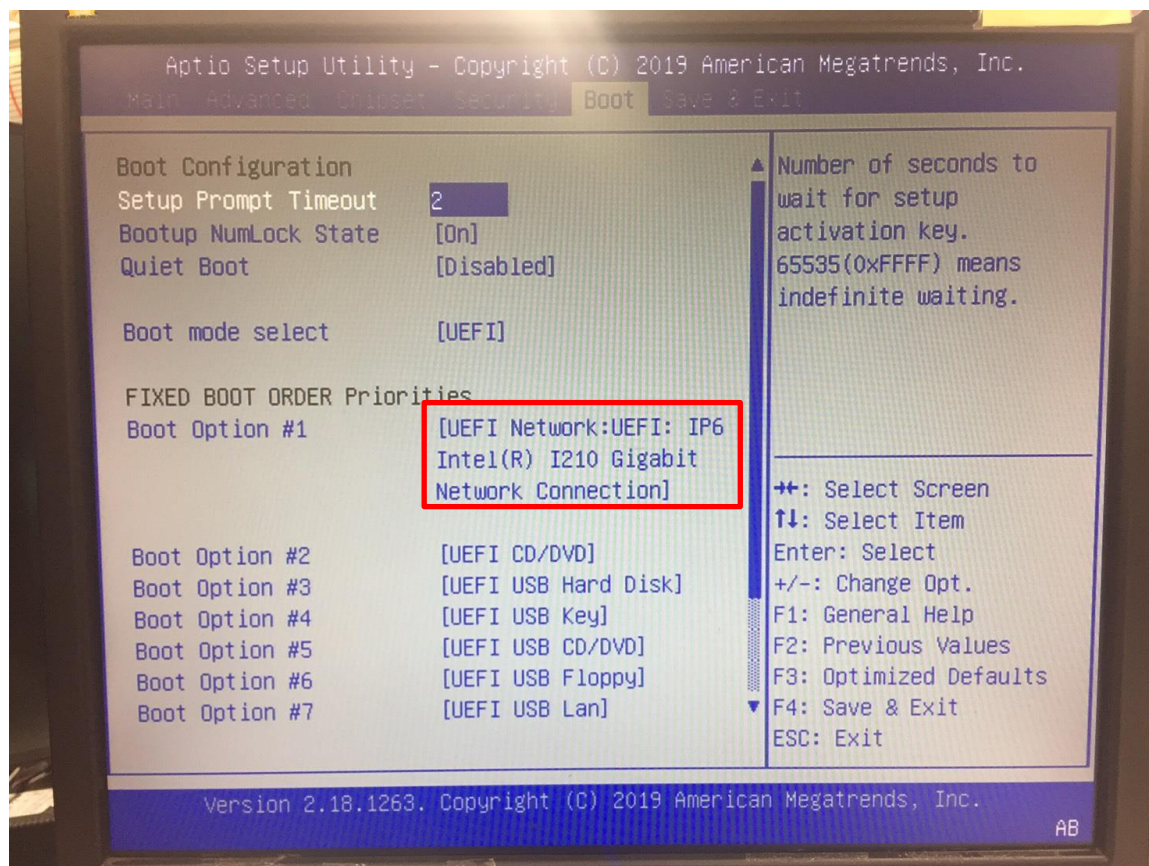 Aptio Setup Utility – Copyright (C) 2019 American Megatrends, Inc.
Main Advanced Chipset Security Boot Save & Exit
Boot Configuration
Setup Prompt Timeout 2
Bootup NumLock State [On]
Quiet Boot [Disabled]
Boot mode select [UEFI]
FIXED BOOT ORDER Priorities
Boot Option #1 [UEFI Network:UEFI: IP6
Intel(R) I210 Gigabit
Network Connection]
Boot Option #2 [UEFI CD/DVD]
Boot Option #3 [UEFI USB Hard Disk]
Boot Option #4 [UEFI USB Key]
Boot Option #5 [UEFI USB CD/DVD]
Boot Option #6 [UEFI USB Floppy]
Boot Option #7 [UEFI USB Lan]
Number of seconds to
wait for setup
activation key.
65535(0xFFFF) means
indefinite waiting.
→←: Select Screen
↑↓: Select Item
Enter: Select
+/-: Change Opt.
F1: General Help
F2: Previous Values
F3: Optimized Defaults
F4: Save & Exit
ESC: Exit
Version 2.18.1263. Copyright (C) 2019 American Megatrends, Inc.
AB